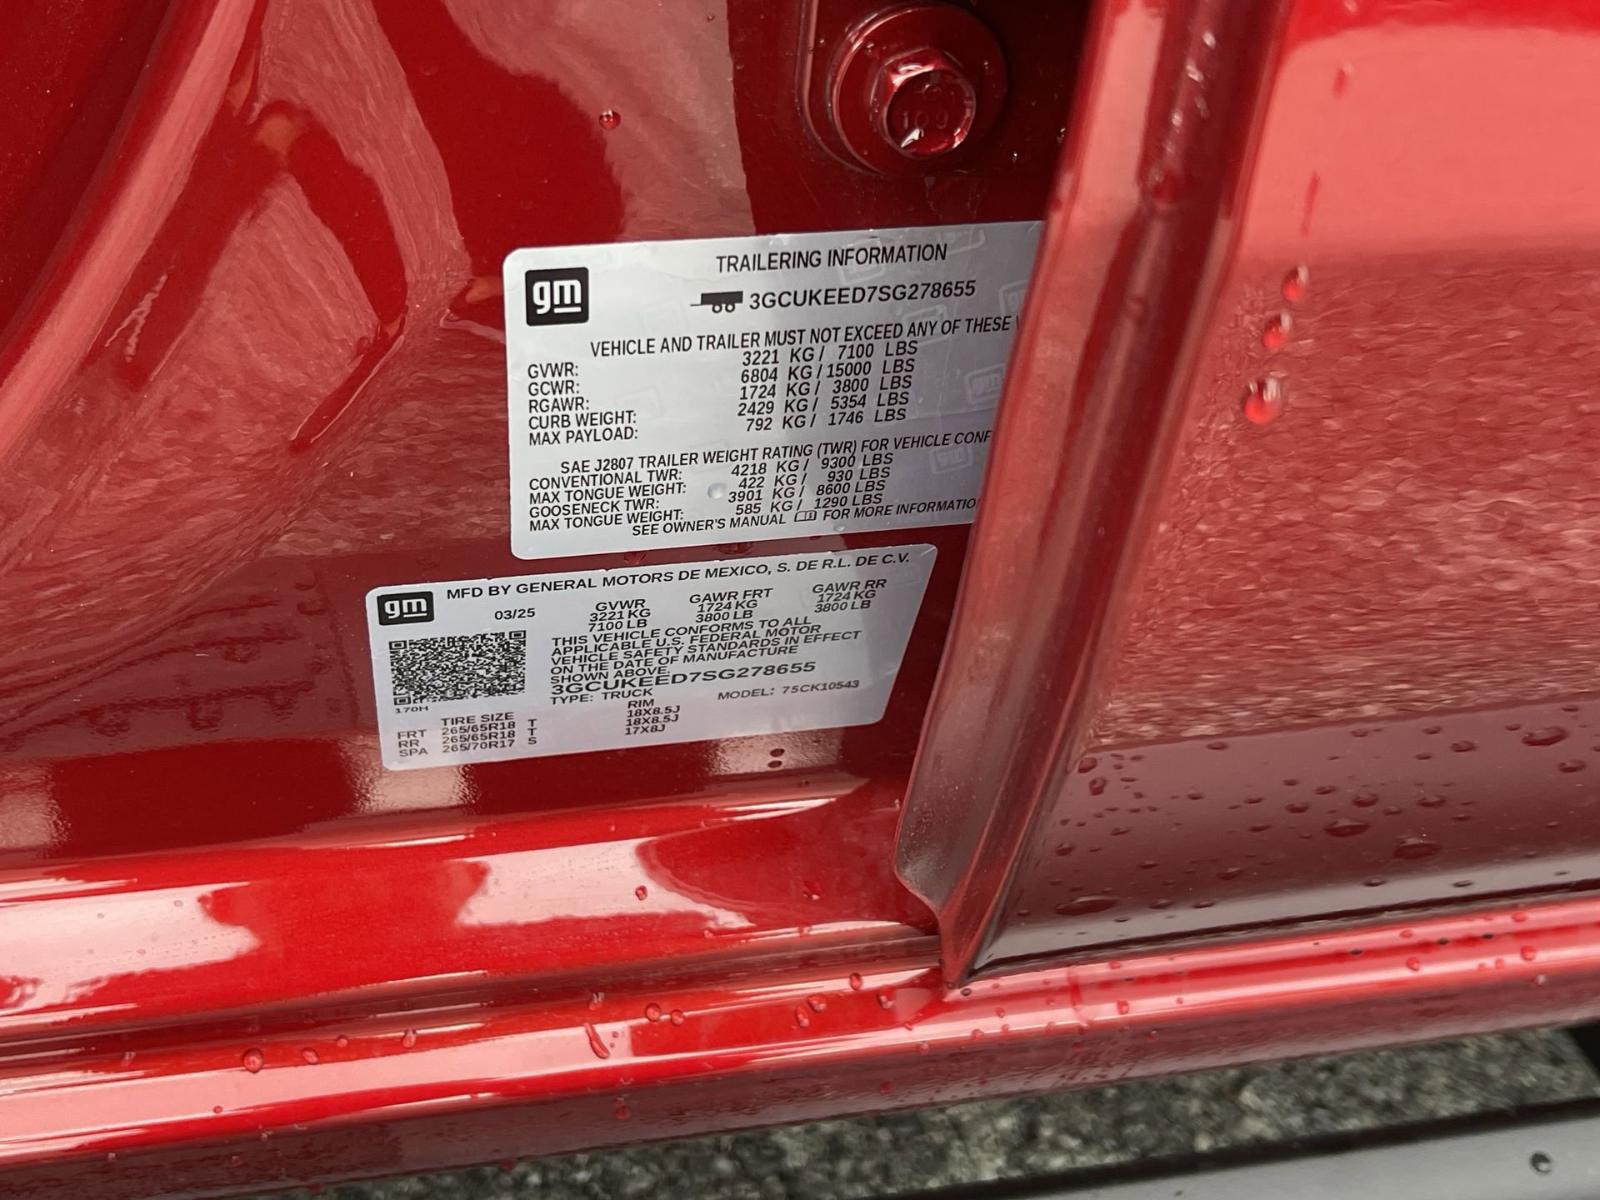 100
gm
TRAILERING INFORMATION
3GCUKEED7SG278655
VEHICLE AND TRAILER MUST NOT EXCEED ANY OF THESE
GVWR: 3221 KG / 7100 LBS
GCWR: 6804 KG / 15000 LBS
RGAWR: 1724 KG / 3800 LBS
CURB WEIGHT: 2429 KG / 5354 LBS
MAX PAYLOAD: 792 KG / 1746 LBS
SAE J2807 TRAILER WEIGHT RATING (TWR) FOR VEHICLE CONF
CONVENTIONAL TWR: 4218 KG / 9300 LBS
MAX TONGUE WEIGHT: 422 KG / 930 LBS
GOOSENECK TWR: 3901 KG / 8600 LBS
MAX TONGUE WEIGHT: 585 KG / 1290 LBS
SEE OWNER'S MANUAL FOR MORE INFORMATIO
gm
MFD BY GENERAL MOTORS DE MEXICO, S. DE R.L. DE C.V.
03/25 GVWR GAWR FRT GAWR RR
3221 KG 1724 KG 1724 KG
7100 LB 3800 LB 3800 LB
THIS VEHICLE CONFORMS TO ALL
APPLICABLE U.S. FEDERAL MOTOR
VEHICLE SAFETY STANDARDS IN EFFECT
ON THE DATE OF MANUFACTURE
SHOWN ABOVE.
3GCUKEED7SG278655
TYPE: TRUCK MODEL: 75CK10543
170H
TIRE SIZE RIM
FRT 265/65R18 T 18X8.5J
RR 265/65R18 T 18X8.5J
SPA 265/70R17 S 17X8J